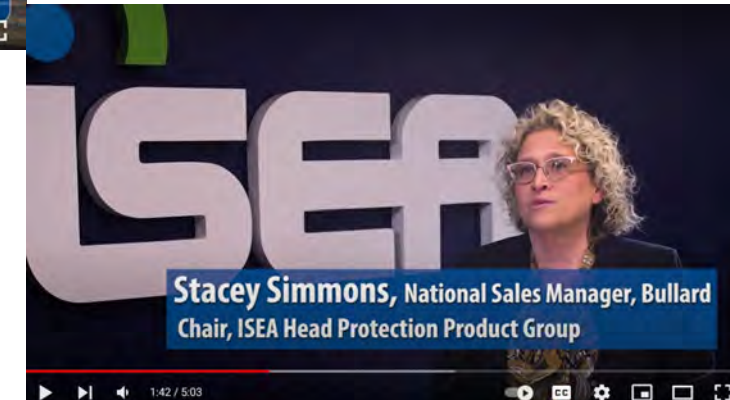 ISEA
Stacey Simmons, National Sales Manager, Bullard
Chair, ISEA Head Protection Product Group
1:42 / 5:03
CC